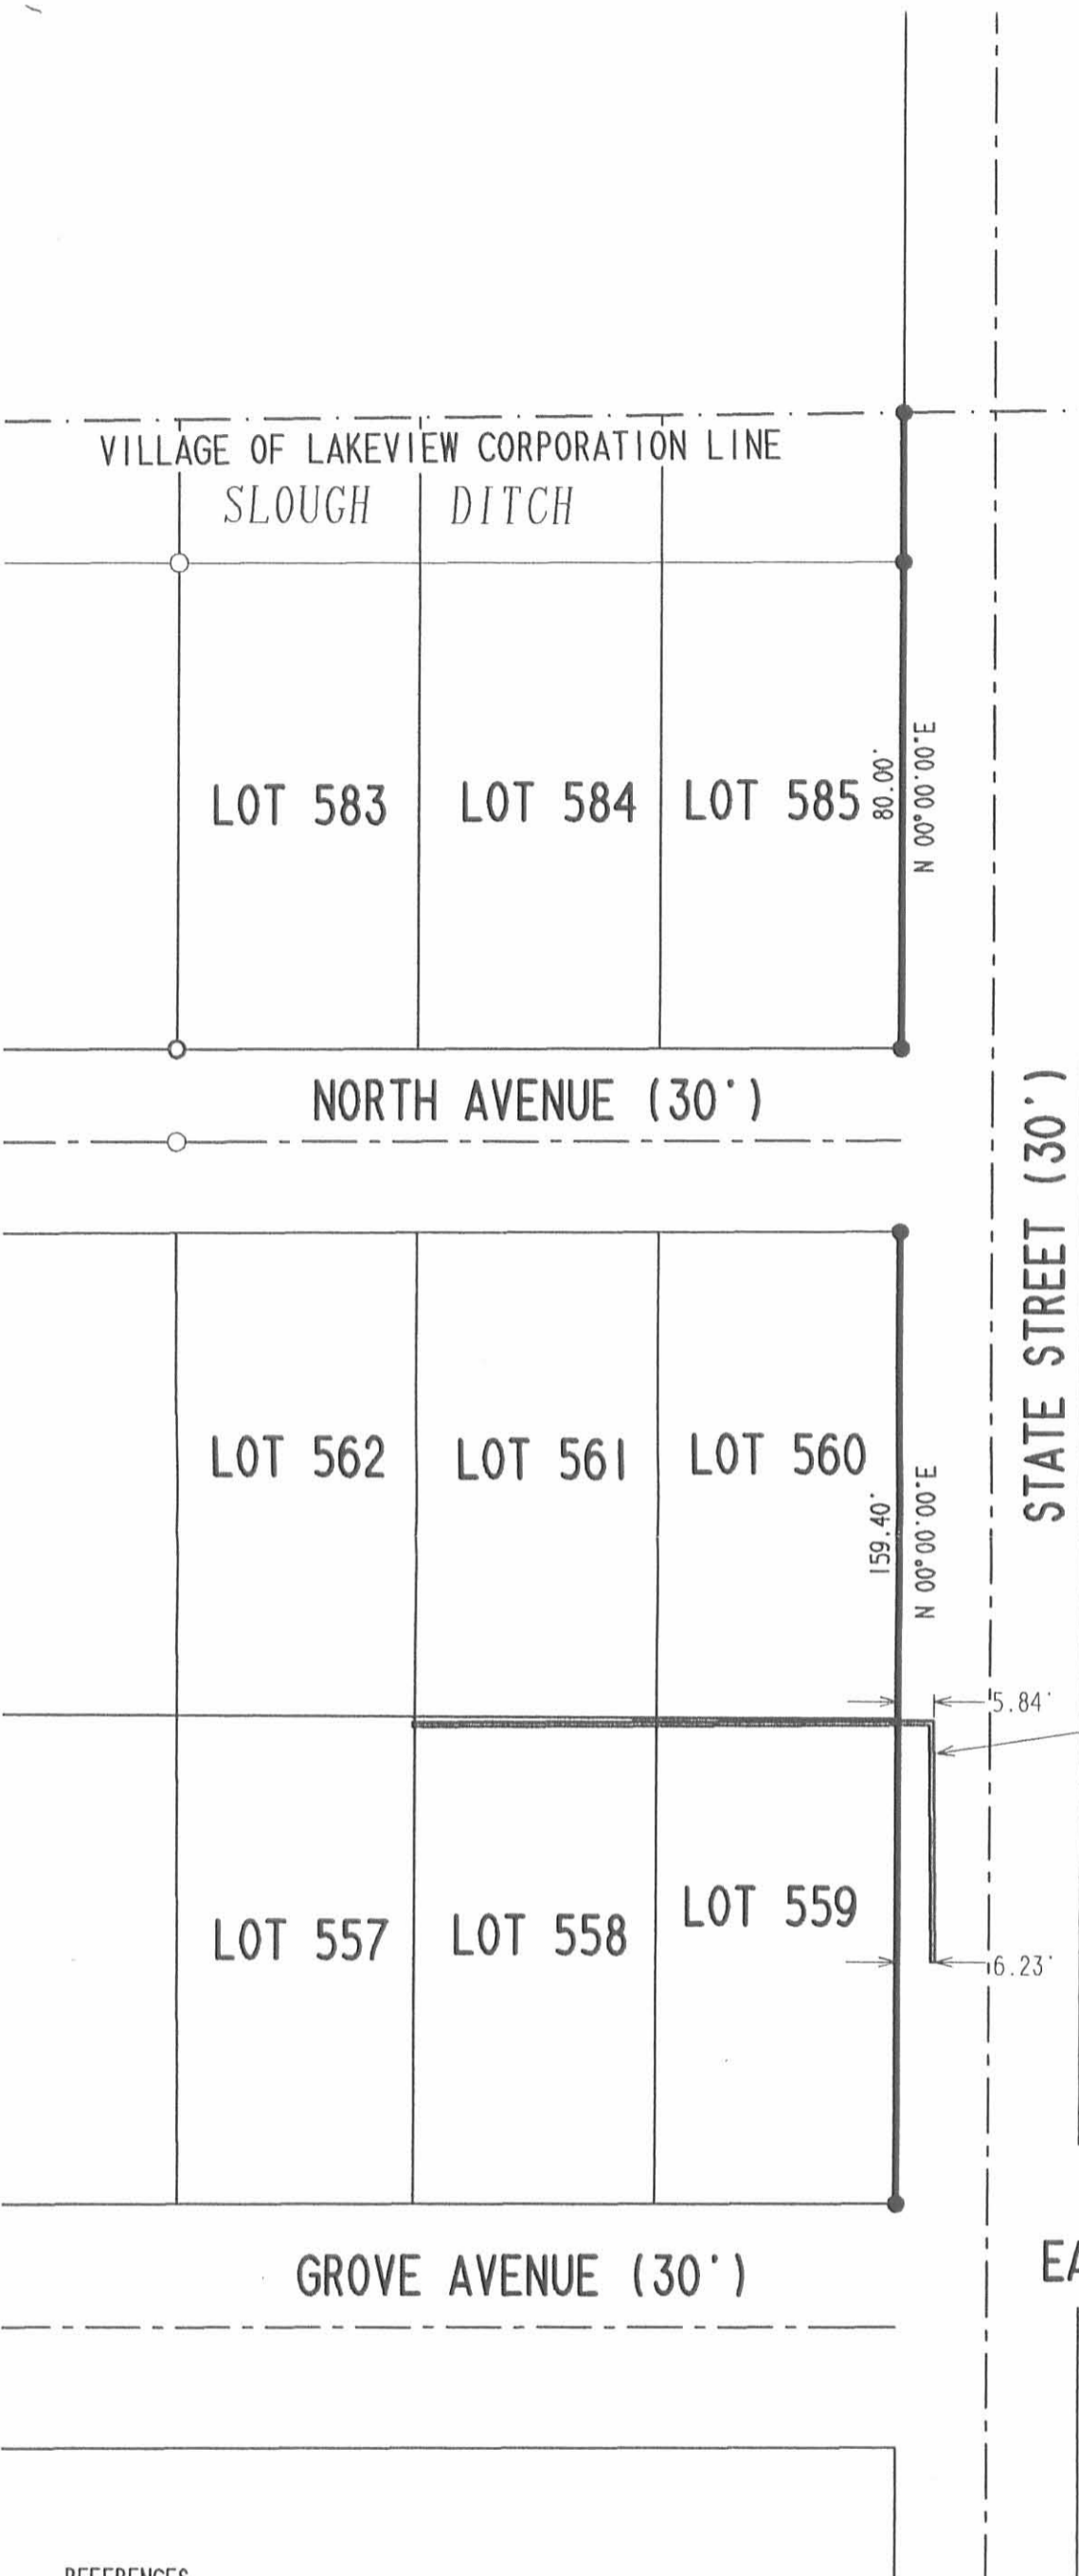 VILLAGE OF LAKEVIEW CORPORATION LINE
SLOUGH DITCH
LOT 583
LOT 584
LOT 585
80.00'
N 00°00'00"E
NORTH AVENUE (30')
STATE STREET (30')
LOT 562
LOT 561
LOT 560
159.40'
N 00°00'00"E
5.84'
LOT 557
LOT 558
LOT 559
6.23'
GROVE AVENUE (30')
EA
REFERENCES